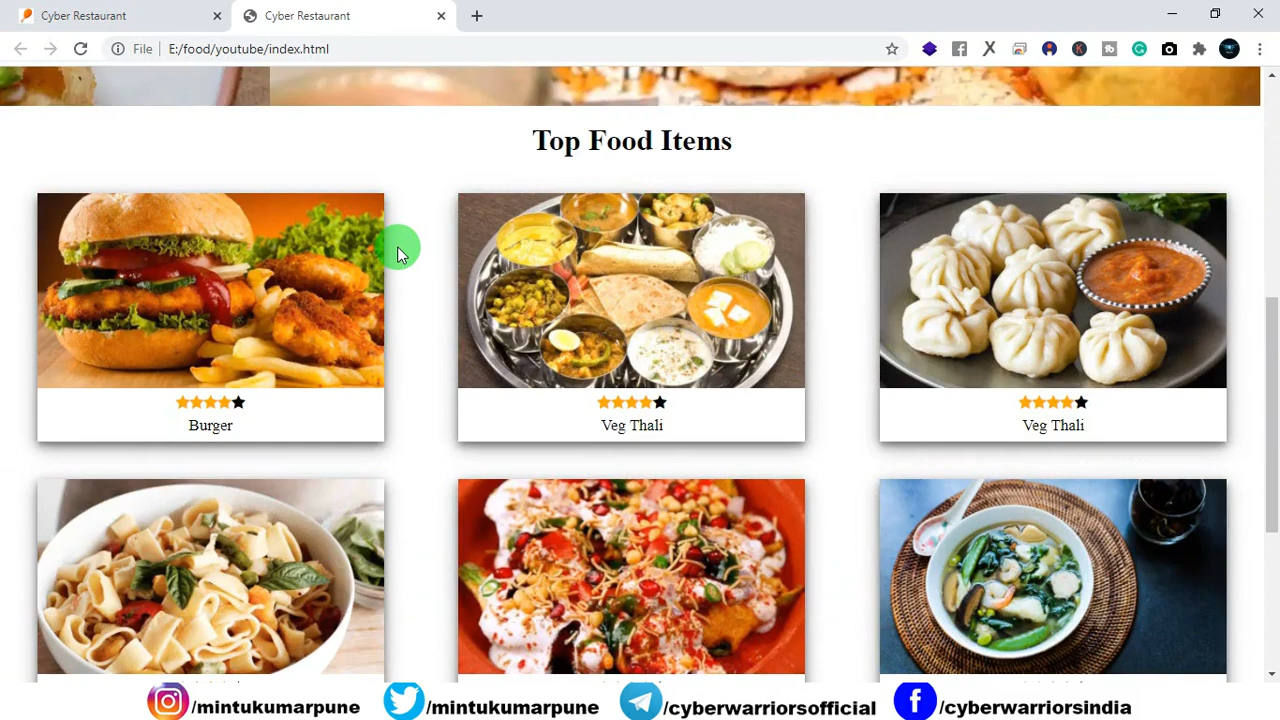 Cyber Restaurant
Cyber Restaurant
File E:/food/youtube/index.html
Top Food Items
Burger
Veg Thali
Veg Thali
/mintukumarpune
/mintukumarpune
/cyberwarriorsofficial
/cyberwarriorsindia